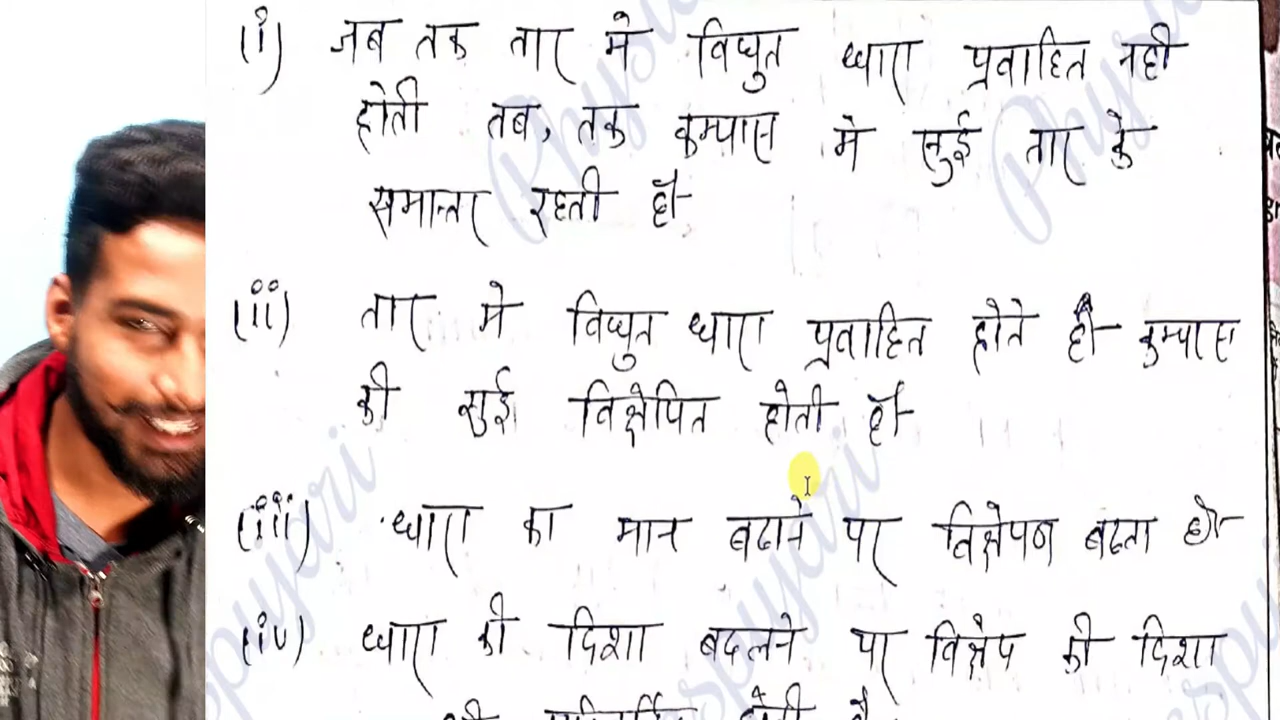 (i) जब तक तार मे विद्युत धारा प्रवाहित नही
होती तब, तक कम्पास मे सुई तार के
समान्तर रहती है-
(ii) तार मे विद्युत धारा प्रवाहित होते ही- कम्पास
की सुई विक्षेपित होती है-
(iii) धारा का मान बढाने पर विक्षेपण बढता है-
(iv) धारा की दिशा बदलने पर विक्षेप की दिशा